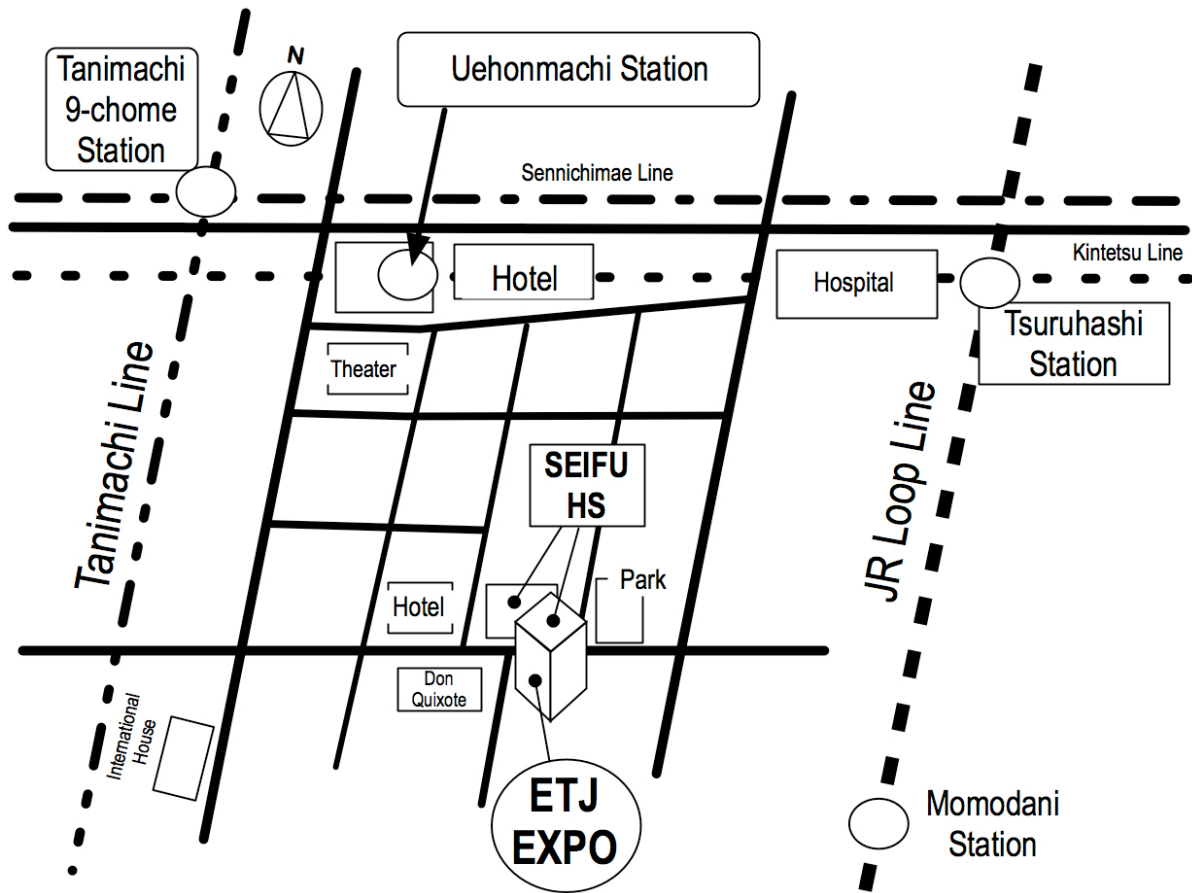 N
Tanimachi
9-chome
Station
Uehonmachi Station
Sennichimae Line
Kintetsu Line
Hotel
Hospital
Tsuruhashi
Station
Theater
Tanimachi Line
JR Loop Line
SEIFU
HS
Park
Hotel
Don
Quixote
International
House
ETJ
EXPO
Momodani
Station